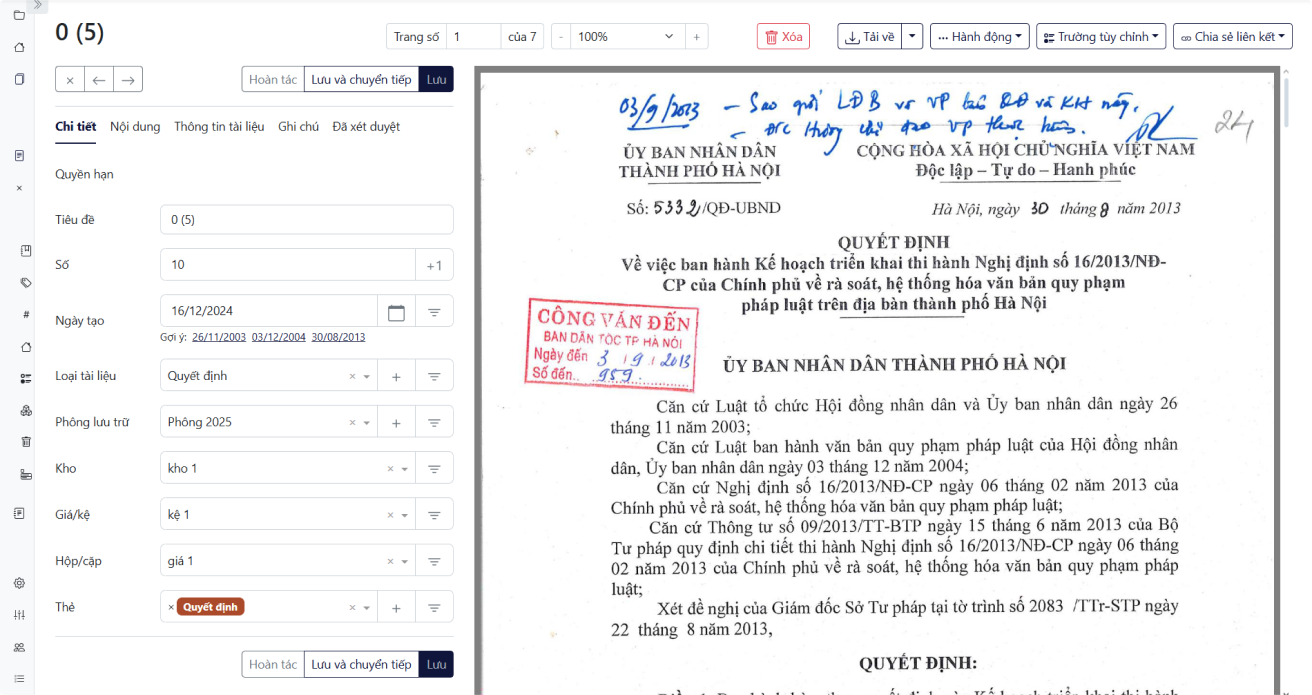 0 (5)
Trang số 1 của 7 - 100% +
Xóa
Tải về
... Hành động
Trường tùy chỉnh
Chia sẻ liên kết
Hoàn tác Lưu và chuyển tiếp Lưu
Chi tiết Nội dung Thông tin tài liệu Ghi chú Đã xét duyệt
Quyền hạn
Tiêu đề 0 (5)
Số 10 +1
Ngày tạo 16/12/2024
Gợi ý: 26/11/2003 03/12/2004 30/08/2013
Loại tài liệu Quyết định × +
Phông lưu trữ Phông 2025 × +
Kho kho 1 ×
Giá/kệ kệ 1 ×
Hộp/cặp giá 1 ×
Thẻ × Quyết định × +
Hoàn tác Lưu và chuyển tiếp Lưu
03/9/2013 - Sao gửi LĐB
24
ỦY BAN NHÂN DÂN
THÀNH PHỐ HÀ NỘI
CỘNG HÒA XÃ HỘI CHỦ NGHĨA VIỆT NAM
Độc lập – Tự do – Hanh phúc
Số: 5332/QĐ-UBND
Hà Nội, ngày 30 tháng 8 năm 2013
QUYẾT ĐỊNH
Về việc ban hành Kế hoạch triển khai thi hành Nghị định số 16/2013/NĐ-
CP của Chính phủ về rà soát, hệ thống hóa văn bản quy phạm
pháp luật trên địa bàn thành phố Hà Nội
CÔNG VĂN ĐẾN
BAN DÂN TỘC TP HÀ NỘI
Ngày đến 3/9/2013
Số đến.. 959
ỦY BAN NHÂN DÂN THÀNH PHỐ HÀ NỘI
Căn cứ Luật tổ chức Hội đồng nhân dân và Ủy ban nhân dân ngày 26
tháng 11 năm 2003;
Căn cứ Luật ban hành văn bản quy phạm pháp luật của Hội đồng nhân
dân, Ủy ban nhân dân ngày 03 tháng 12 năm 2004;
Căn cứ Nghị định số 16/2013/NĐ-CP ngày 06 tháng 02 năm 2013 của
Chính phủ về rà soát, hệ thống hóa văn bản quy phạm pháp luật;
Căn cứ Thông tư số 09/2013/TT-BTP ngày 15 tháng 6 năm 2013 của Bộ
Tư pháp quy định chi tiết thi hành Nghị định số 16/2013/NĐ-CP ngày 06 tháng
02 năm 2013 của Chính phủ về rà soát, hệ thống hóa văn bản quy phạm pháp
luật;
Xét đề nghị của Giám đốc Sở Tư pháp tại tờ trình số 2083 /TTr-STP ngày
22 tháng 8 năm 2013,
QUYẾT ĐỊNH: